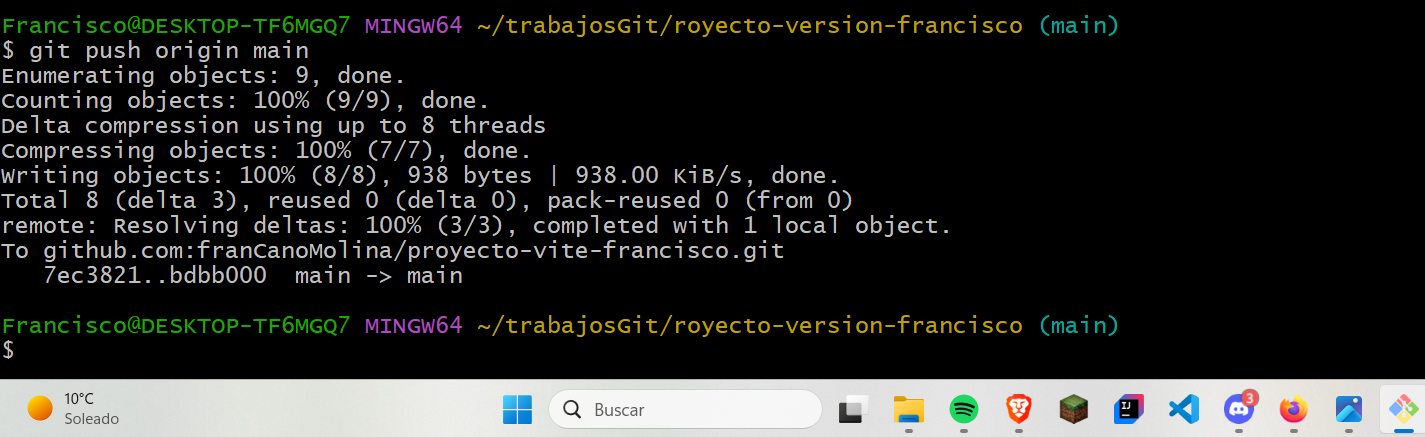 Francisco@DESKTOP-TF6MGQ7 MINGW64 ~/trabajosGit/royecto-version-francisco (main)
$ git push origin main
Enumerating objects: 9, done.
Counting objects: 100% (9/9), done.
Delta compression using up to 8 threads
Compressing objects: 100% (7/7), done.
Writing objects: 100% (8/8), 938 bytes | 938.00 KiB/s, done.
Total 8 (delta 3), reused 0 (delta 0), pack-reused 0 (from 0)
remote: Resolving deltas: 100% (3/3), completed with 1 local object.
To github.com:franCanoMolina/proyecto-vite-francisco.git
   7ec3821..bdbb000  main -> main
Francisco@DESKTOP-TF6MGQ7 MINGW64 ~/trabajosGit/royecto-version-francisco (main)
$
10°C
Soleado
Buscar
IJ
3